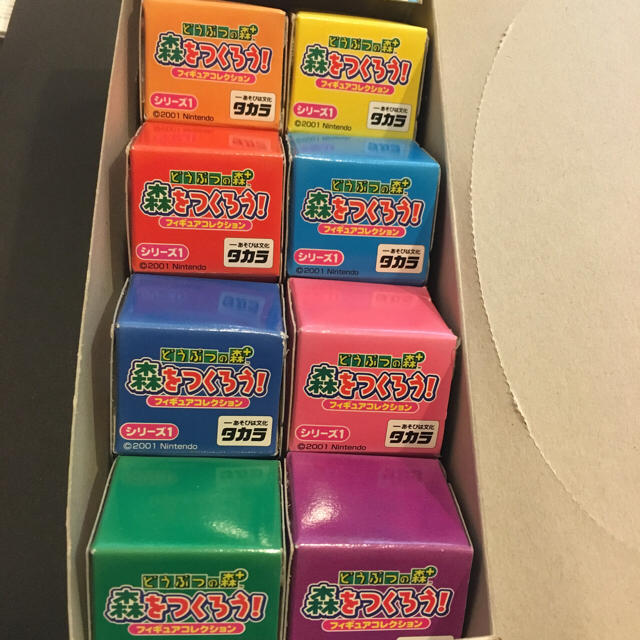 どうぶつの森+
森をつくろう!
フィギュアコレクション
シリーズ1
©2001 Nintendo
―あそびは文化
タカラ
どうぶつの森+
森をつくろう!
フィギュアコレクション
シリーズ1
©2001 Nintendo
―あそびは文化
タカラ
どうぶつの森+
森をつくろう!
フィギュアコレクション
シリーズ1
©2001 Nintendo
―あそびは文化
タカラ
どうぶつの森+
森をつくろう!
フィギュアコレクション
シリーズ1
©2001 Nintendo
―あそびは文化
タカラ
どうぶつの森+
森をつくろう!
フィギュアコレクション
シリーズ1
©2001 Nintendo
―あそびは文化
タカラ
どうぶつの森+
森をつくろう!
フィギュアコレクション
シリーズ1
©2001 Nintendo
―あそびは文化
タカラ
どうぶつの森+
森をつくろう!
フィギュアコレクション
どうぶつの森+
森をつくろう!
フィギュアコレクション